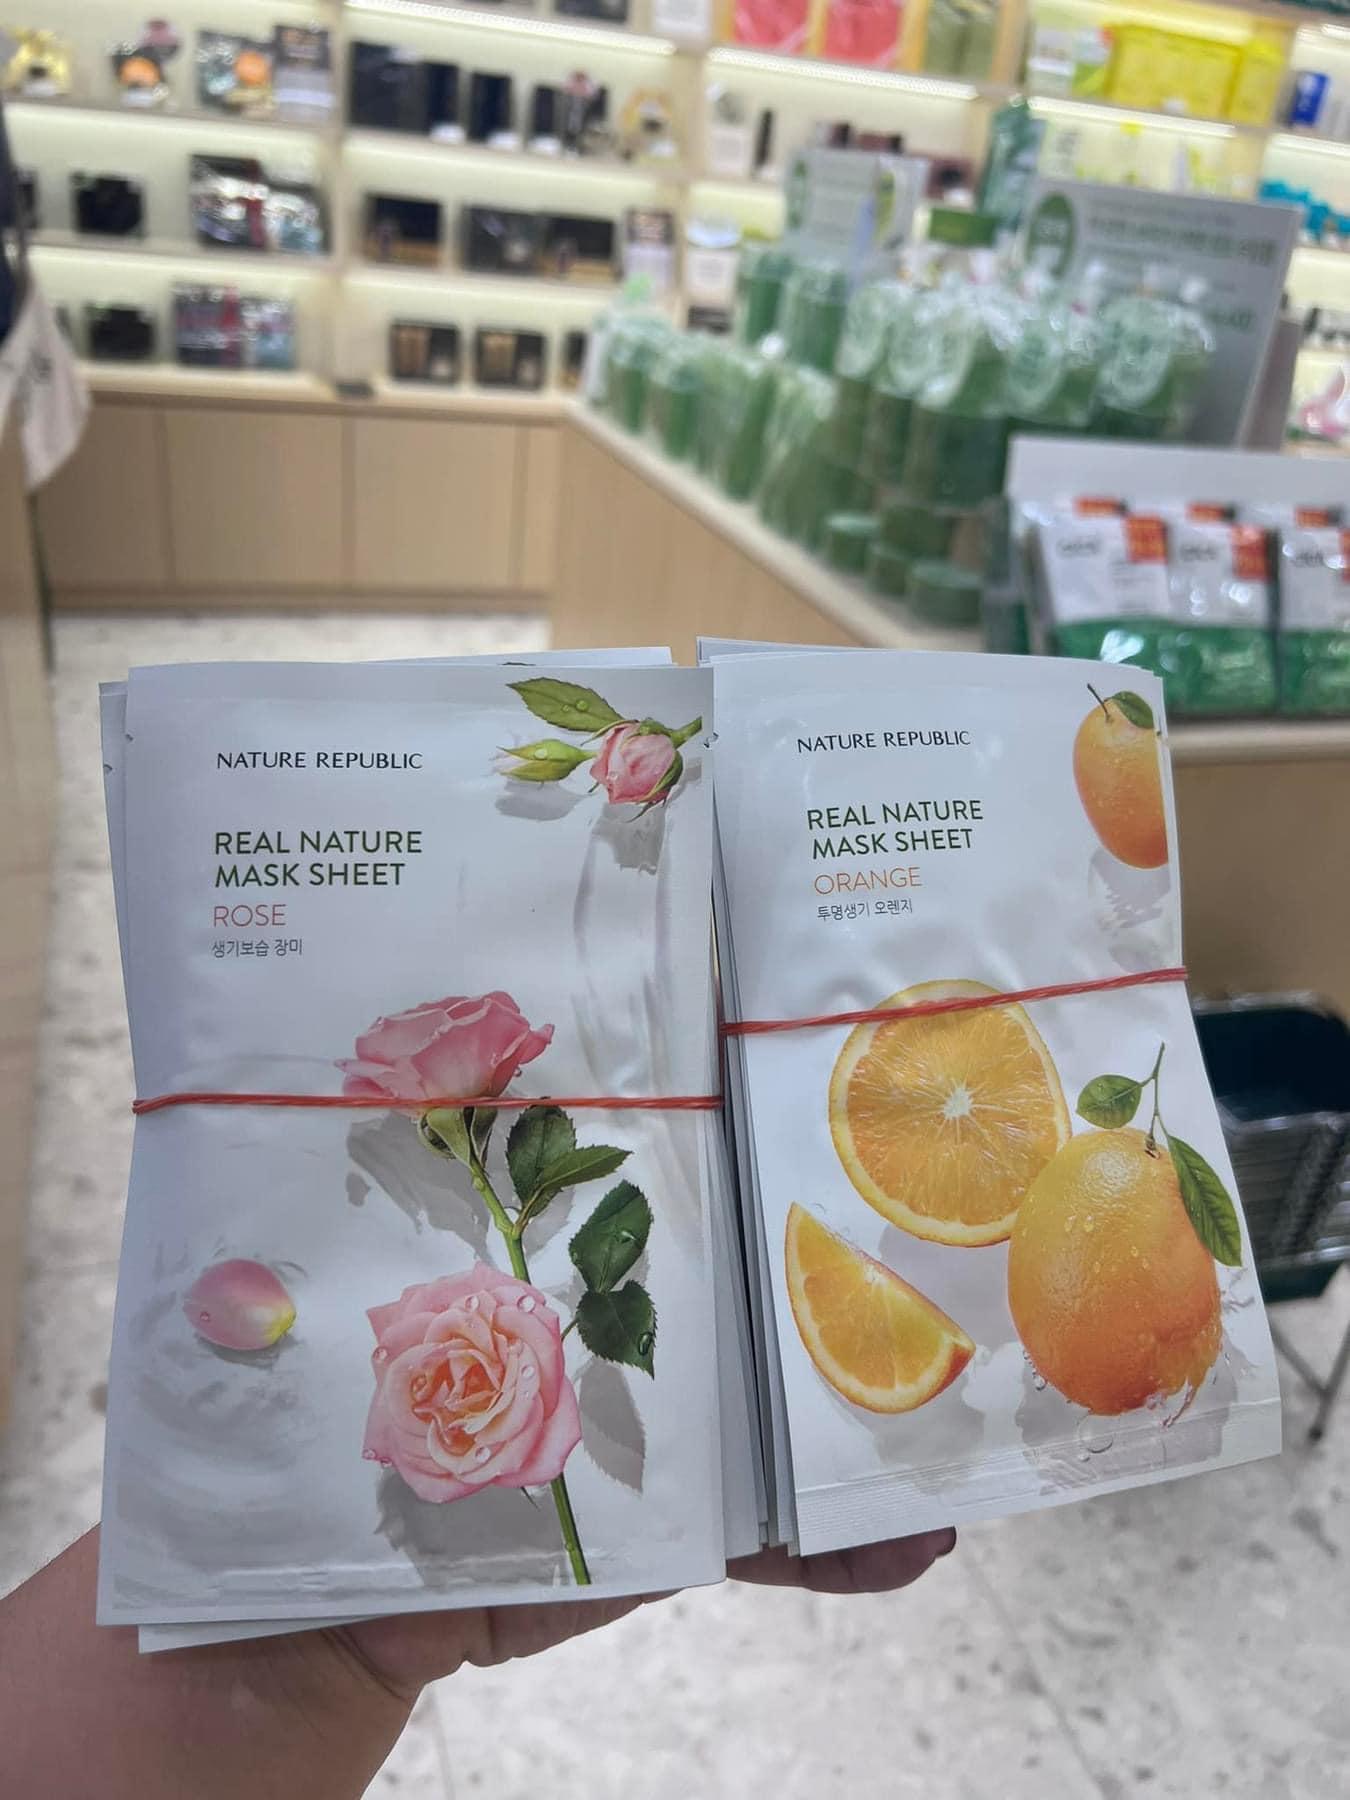 NATURE REPUBLIC
REAL NATURE
MASK SHEET
ROSE
생기보습 장미
NATURE REPUBLIC
REAL NATURE
MASK SHEET
ORANGE
투명생기 오렌지